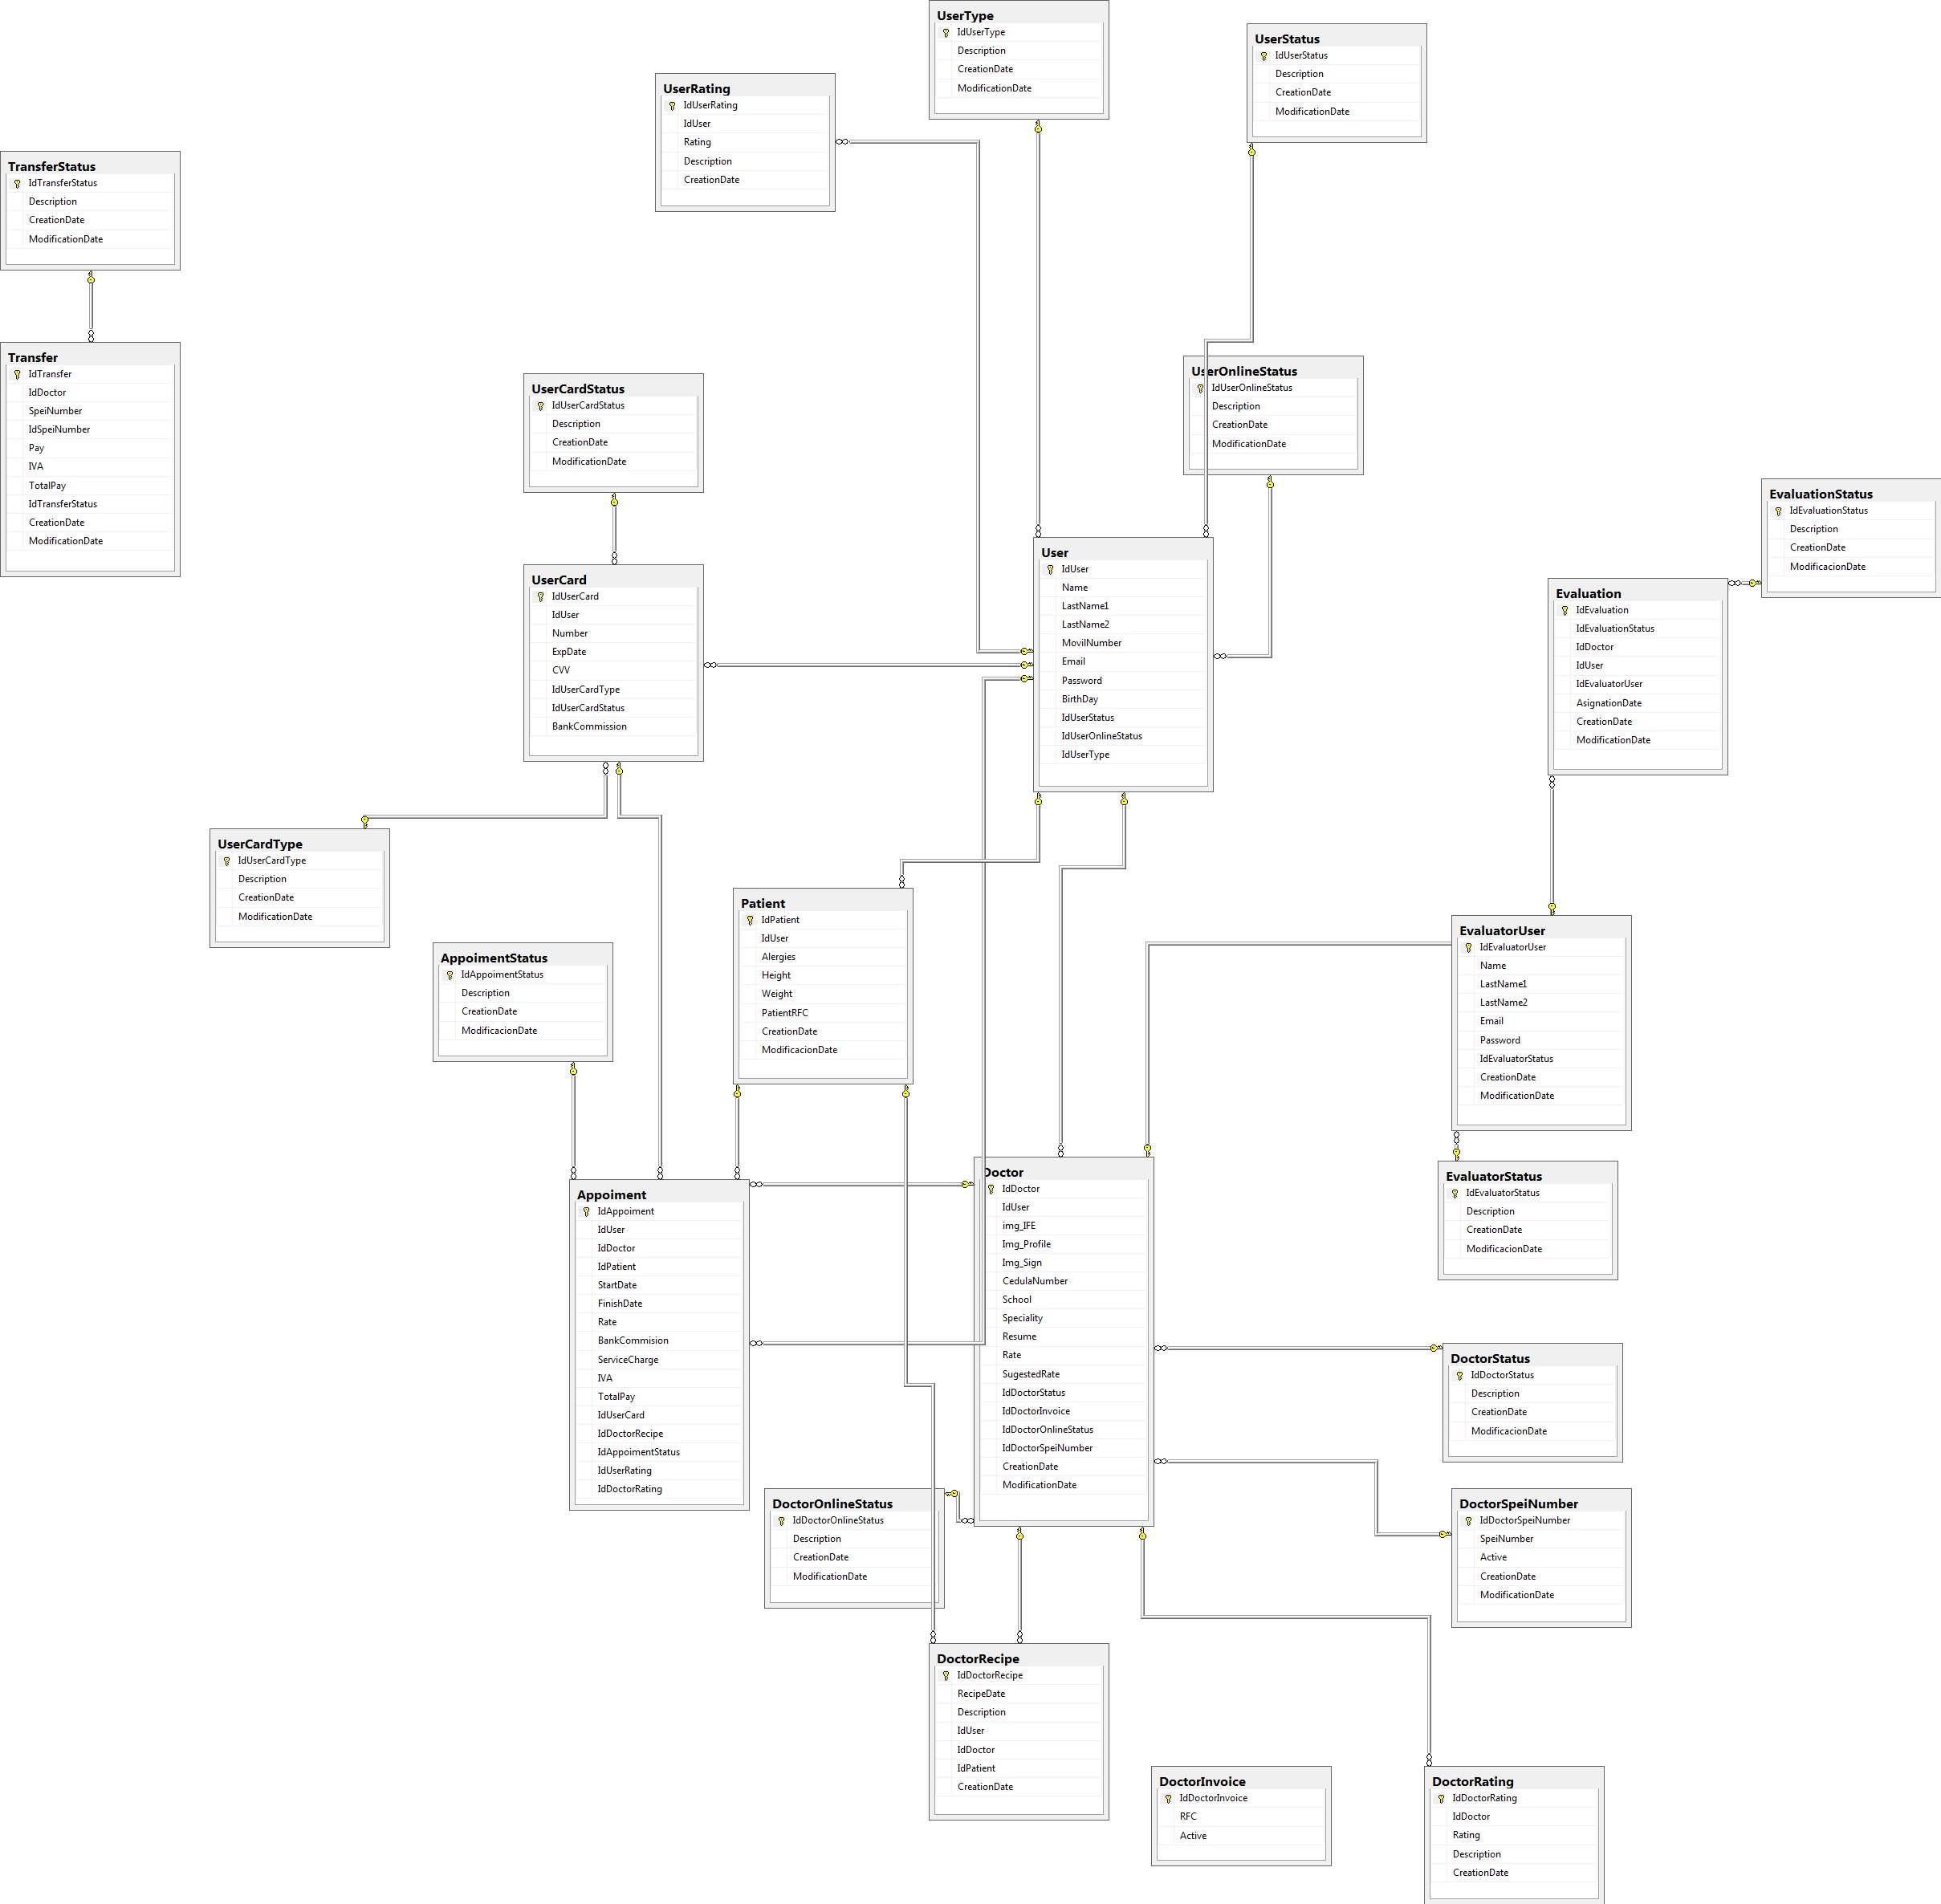 UserType
IdUserType
Description
CreationDate
ModificationDate
UserStatus
IdUserStatus
Description
CreationDate
ModificationDate
UserRating
IdUserRating
IdUser
Rating
Description
CreationDate
TransferStatus
IdTransferStatus
Description
CreationDate
ModificationDate
Transfer
IdTransfer
IdDoctor
SpeiNumber
IdSpeiNumber
Pay
IVA
TotalPay
IdTransferStatus
CreationDate
ModificationDate
UserCardStatus
IdUserCardStatus
Description
CreationDate
ModificationDate
UserOnlineStatus
IdUserOnlineStatus
Description
CreationDate
ModificationDate
EvaluationStatus
IdEvaluationStatus
Description
CreationDate
ModificacionDate
User
IdUser
Name
LastName1
LastName2
MovilNumber
Email
Password
BirthDay
IdUserStatus
IdUserOnlineStatus
IdUserType
UserCard
IdUserCard
IdUser
Number
ExpDate
CVV
IdUserCardType
IdUserCardStatus
BankCommission
Evaluation
IdEvaluation
IdEvaluationStatus
IdDoctor
IdUser
IdEvaluatorUser
AsignationDate
CreationDate
ModificationDate
UserCardType
IdUserCardType
Description
CreationDate
ModificationDate
Patient
IdPatient
IdUser
Alergies
Height
Weight
PatientRFC
CreationDate
ModificacionDate
EvaluatorUser
IdEvaluatorUser
Name
LastName1
LastName2
Email
Password
IdEvaluatorStatus
CreationDate
ModificationDate
AppoimentStatus
IdAppoimentStatus
Description
CreationDate
ModificacionDate
Doctor
IdDoctor
IdUser
img_IFE
Img_Profile
Img_Sign
CedulaNumber
School
Speciality
Resume
Rate
SugestedRate
IdDoctorStatus
IdDoctorInvoice
IdDoctorOnlineStatus
IdDoctorSpeiNumber
CreationDate
ModificationDate
EvaluatorStatus
IdEvaluatorStatus
Description
CreationDate
ModificacionDate
Appoiment
IdAppoiment
IdUser
IdDoctor
IdPatient
StartDate
FinishDate
Rate
BankCommision
ServiceCharge
IVA
TotalPay
IdUserCard
IdDoctorRecipe
IdAppoimentStatus
IdUserRating
IdDoctorRating
DoctorStatus
IdDoctorStatus
Description
CreationDate
ModificacionDate
DoctorOnlineStatus
IdDoctorOnlineStatus
Description
CreationDate
ModificationDate
DoctorSpeiNumber
IdDoctorSpeiNumber
SpeiNumber
Active
CreationDate
ModificationDate
DoctorRecipe
IdDoctorRecipe
RecipeDate
Description
IdUser
IdDoctor
IdPatient
CreationDate
DoctorInvoice
IdDoctorInvoice
RFC
Active
DoctorRating
IdDoctorRating
IdDoctor
Rating
Description
CreationDate